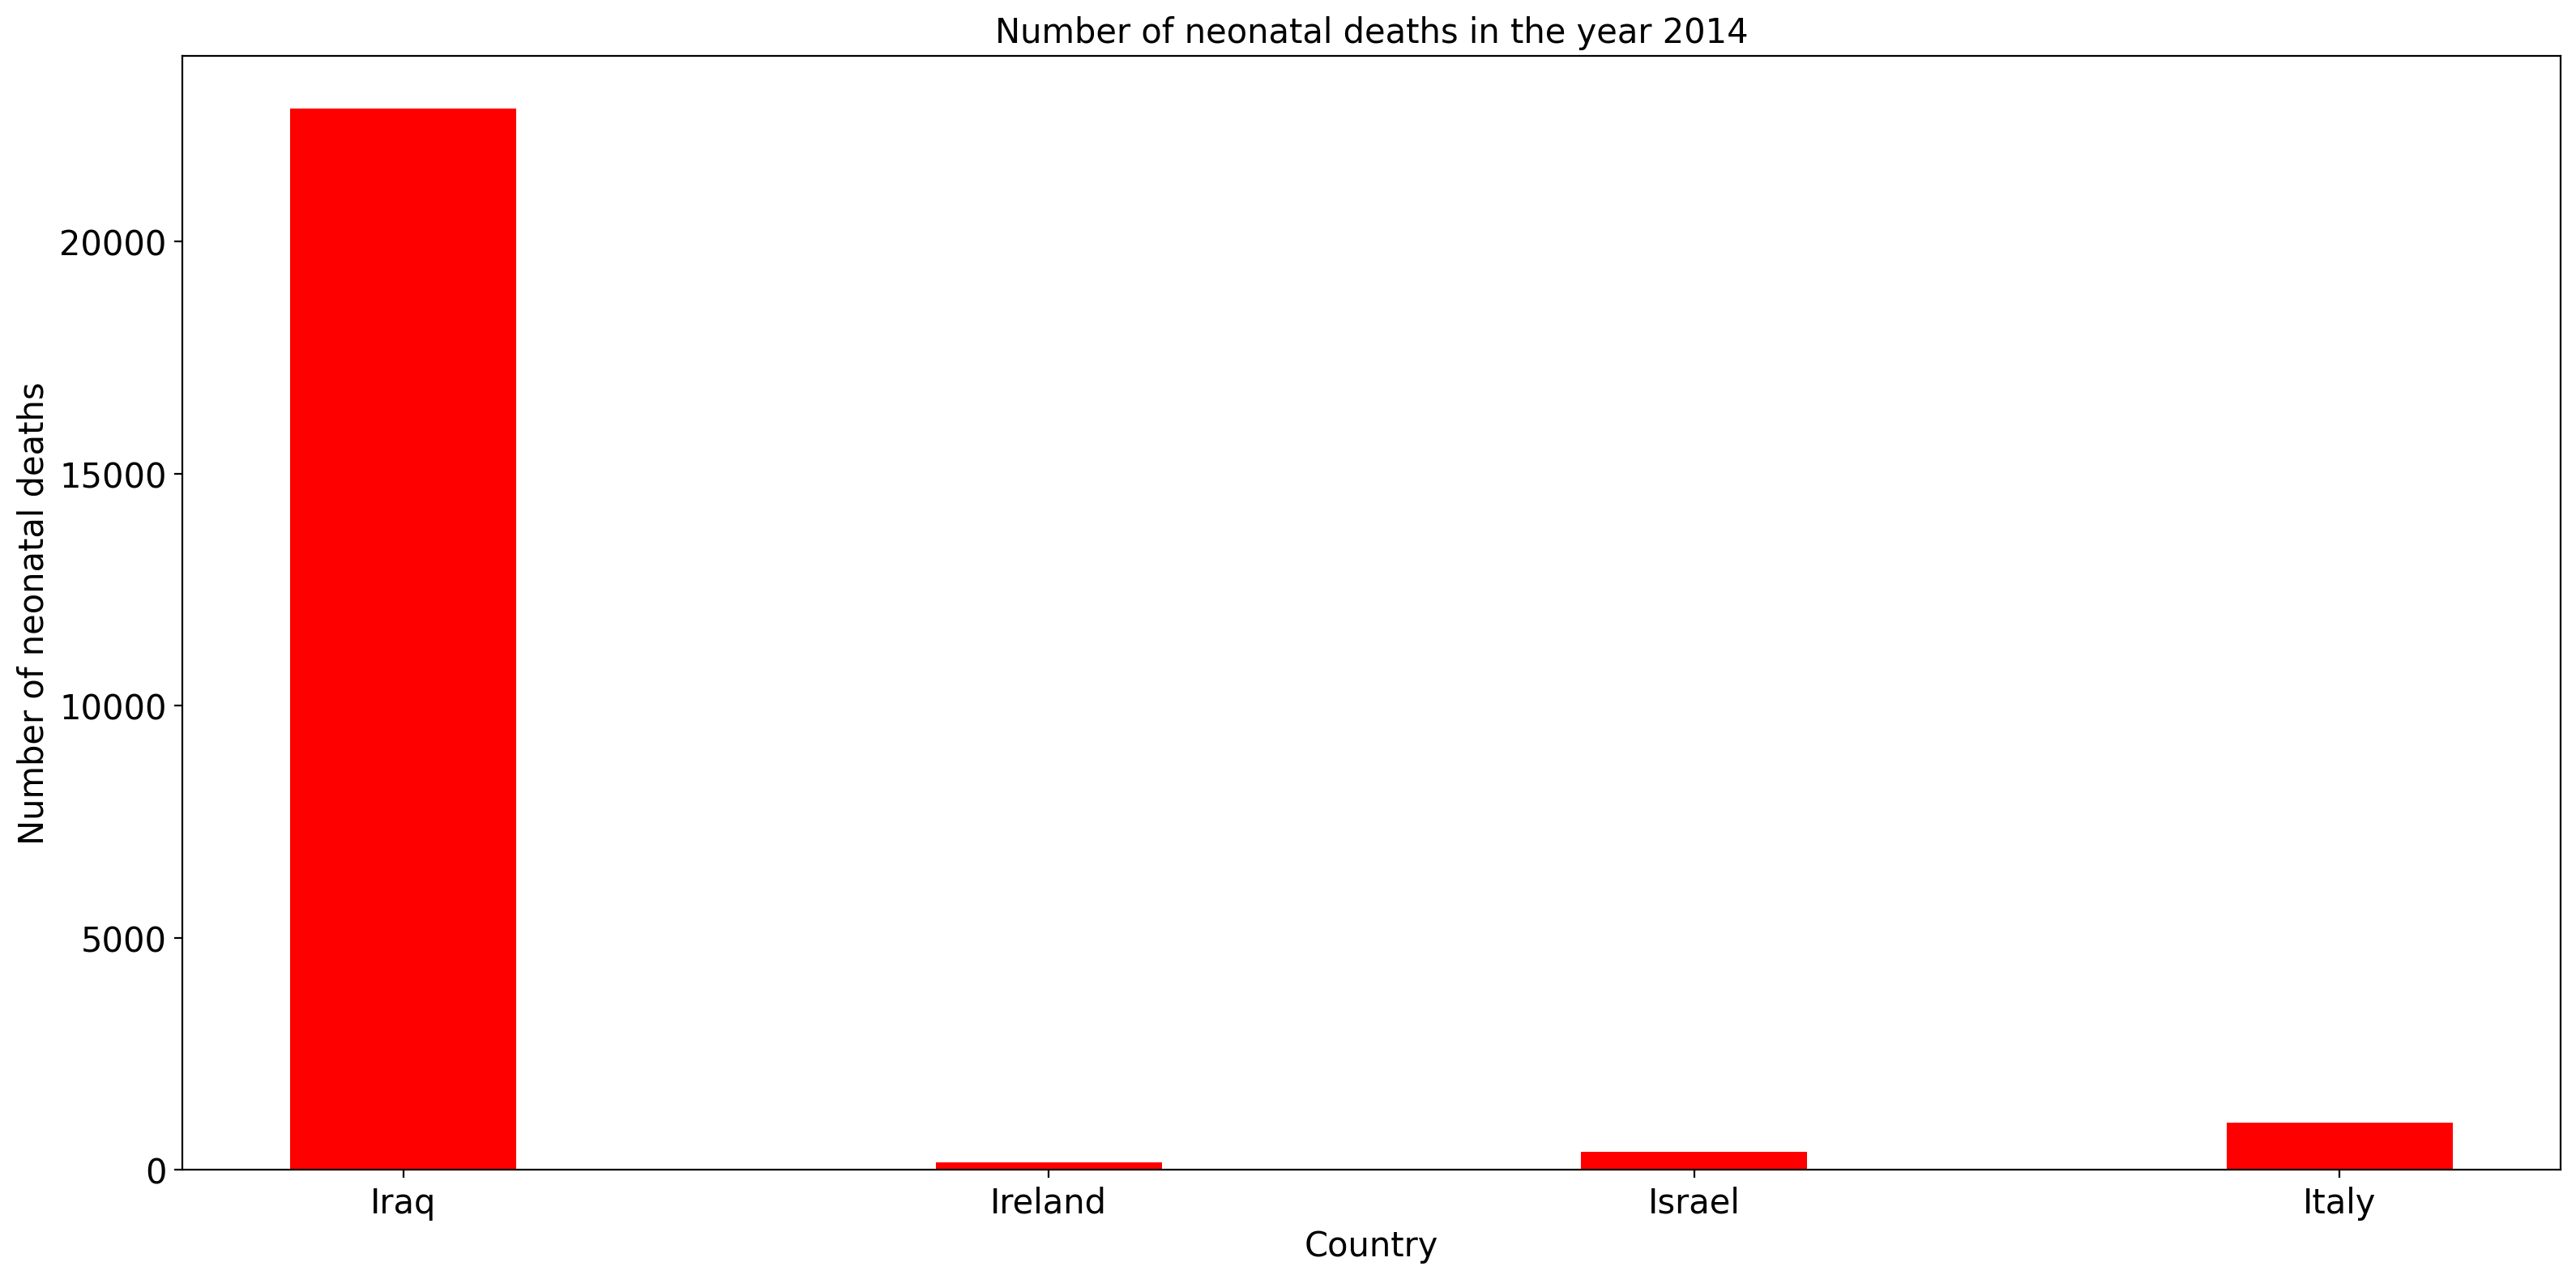 Number of neonatal deaths in the year 2014
Number of neonatal deaths
20000
15000
10000
5000
0
Iraq
Ireland
Israel
Italy
Country